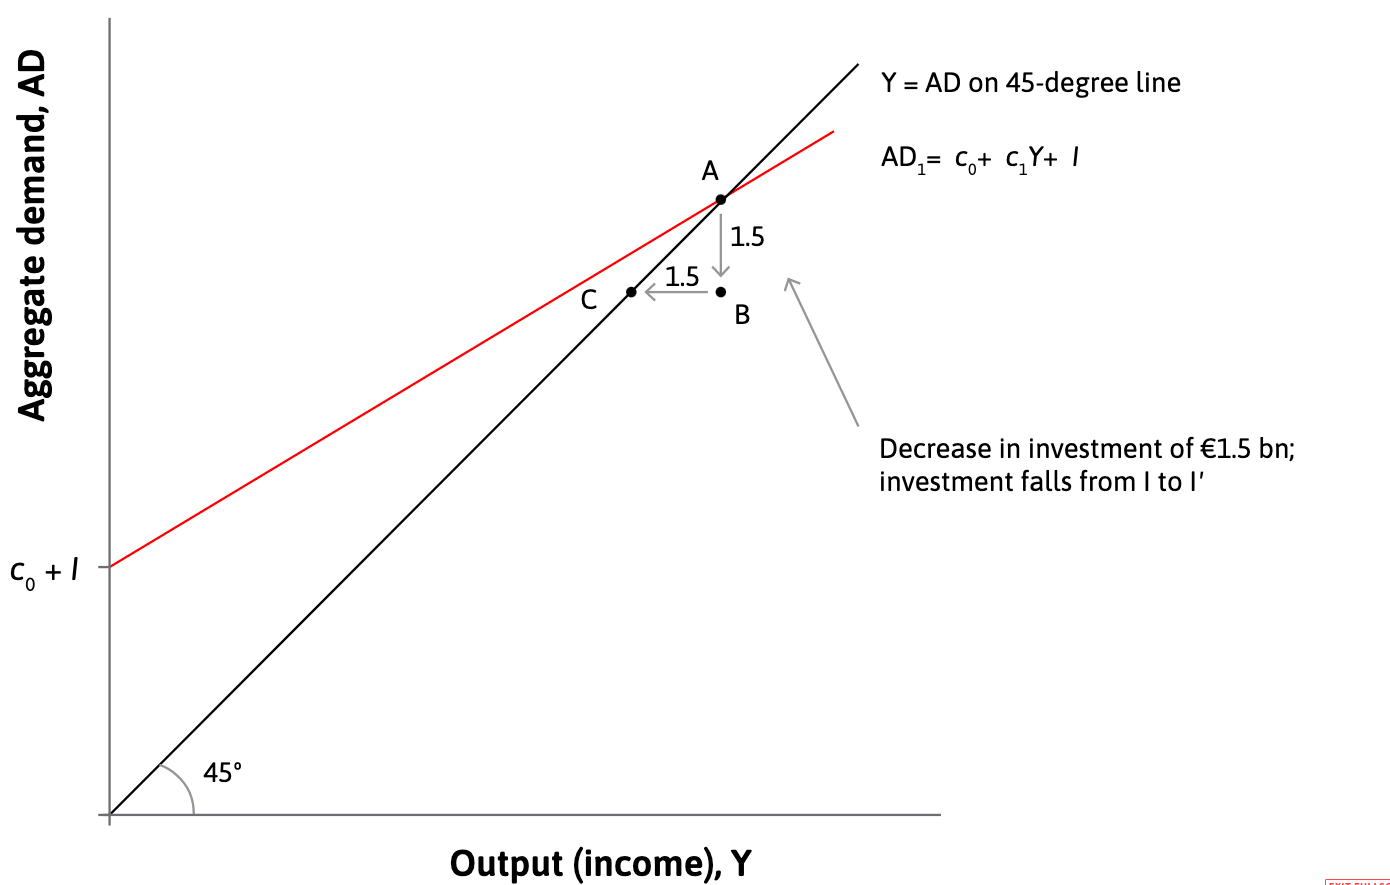 Aggregate demand, AD
Y = AD on 45-degree line
AD₁= c₀+ c₁Y+ I
A
1.5
1.5
C
B
Decrease in investment of €1.5 bn;
investment falls from I to I′
c₀ + I
45°
Output (income), Y